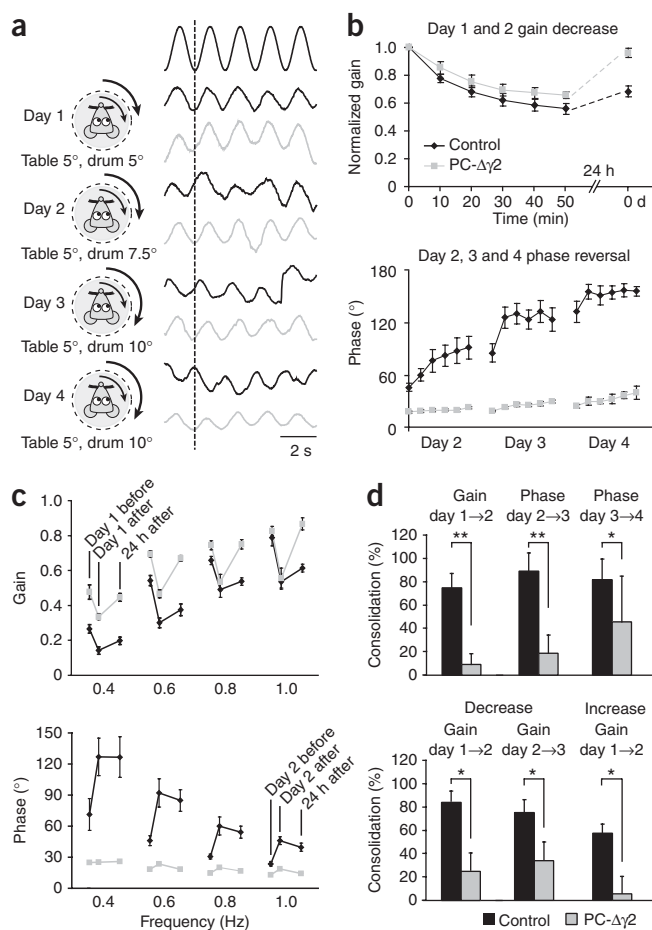 a
Day 1
Table 5°, drum 5°
Day 2
Table 5°, drum 7.5°
Day 3
Table 5°, drum 10°
Day 4
Table 5°, drum 10°
2 s
b
Day 1 and 2 gain decrease
Normalized gain
1.0
0.8
0.6
0.4
0.2
0
Control
PC-Δγ2
24 h
0 10 20 30 40 50 0 d
Time (min)
Day 2, 3 and 4 phase reversal
Phase (°)
180
120
60
0
Day 2 Day 3 Day 4
c
Gain
1.0
0.8
0.6
0.4
0.2
0
Day 1 before
Day 1 after
24 h after
0.4 0.6 0.8 1.0
Phase (°)
150
120
90
60
30
0
Day 2 before
Day 2 after
24 h after
0.4 0.6 0.8 1.0
Frequency (Hz)
d
Gain
day 1→2
Phase
day 2→3
Phase
day 3→4
Consolidation (%)
120
100
80
60
40
20
0
** ** *
Decrease
Increase
Gain
day 1→2
Gain
day 2→3
Gain
day 1→2
Consolidation (%)
120
100
80
60
40
20
0
* * *
Control PC-Δγ2